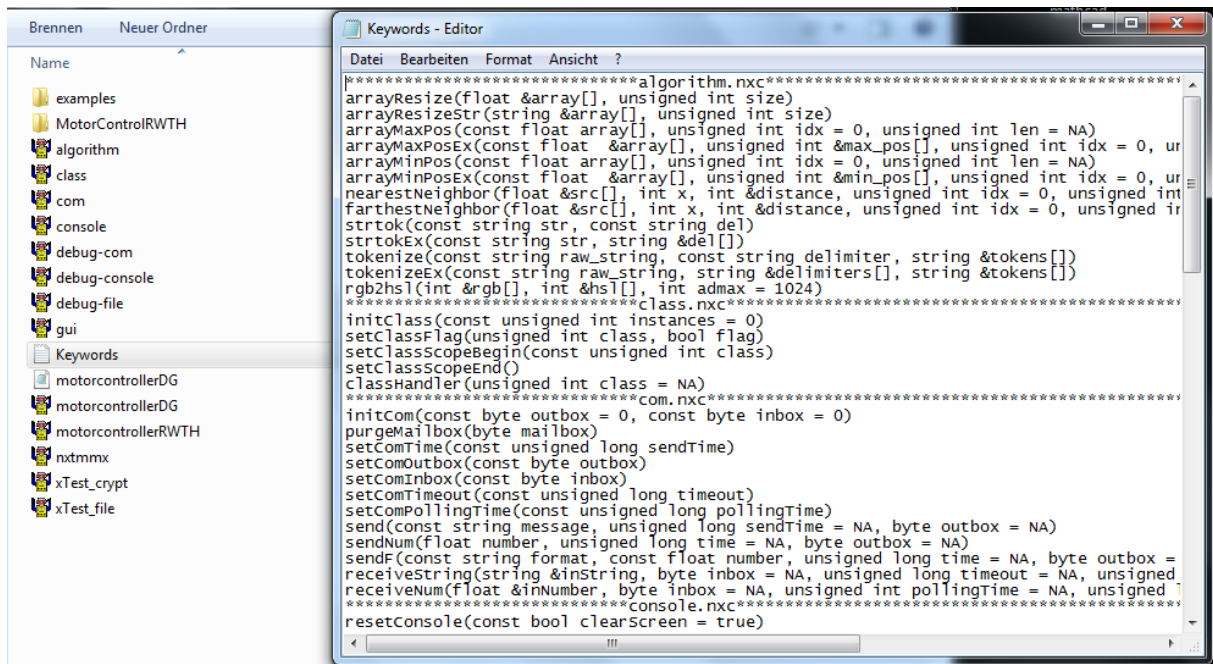 mathcad
Brennen Neuer Ordner
Name
examples
MotorControlRWTH
algorithm
class
com
console
debug-com
debug-console
debug-file
gui
Keywords
motorcontrollerDG
motorcontrollerDG
motorcontrollerRWTH
nxtmmx
xTest_crypt
xTest_file
Keywords - Editor
Datei Bearbeiten Format Ansicht ?
******************************algorithm.nxc*******************************************
arrayResize(float &array[], unsigned int size)
arrayResizeStr(string &array[], unsigned int size)
arrayMaxPos(const float array[], unsigned int idx = 0, unsigned int len = NA)
arrayMaxPosEx(const float  &array[], unsigned int &max_pos[], unsigned int idx = 0, ur
arrayMinPos(const float array[], unsigned int idx = 0, unsigned int len = NA)
arrayMinPosEx(const float  &array[], unsigned int &min_pos[], unsigned int idx = 0, ur
nearestNeighbor(float &src[], int x, int &distance, unsigned int idx = 0, unsigned int
farthestNeighbor(float &src[], int x, int &distance, unsigned int idx = 0, unsigned ir
strtok(const string str, const string del)
strtokEx(const string str, string &del[])
tokenize(const string raw_string, const string delimiter, string &tokens[])
tokenizeEx(const string raw_string, string &delimiters[], string &tokens[])
rgb2hsl(int &rgb[], int &hsl[], int admax = 1024)
******************************class.nxc***********************************************
initClass(const unsigned int instances = 0)
setClassFlag(unsigned int class, bool flag)
setClassScopeBegin(const unsigned int class)
setClassScopeEnd()
classHandler(unsigned int class = NA)
******************************com.nxc*************************************************
initCom(const byte outbox = 0, const byte inbox = 0)
purgeMailbox(byte mailbox)
setComTime(const unsigned long sendTime)
setComOutbox(const byte outbox)
setComInbox(const byte inbox)
setComTimeout(const unsigned long timeout)
setComPollingTime(const unsigned long pollingTime)
send(const string message, unsigned long sendTime = NA, byte outbox = NA)
sendNum(float number, unsigned long time = NA, byte outbox = NA)
sendF(const string format, const float number, unsigned long time = NA, byte outbox =
receiveString(string &inString, byte inbox = NA, unsigned long timeout = NA, unsigned
receiveNum(float &inNumber, byte inbox = NA, unsigned int pollingTime = NA, unsigned
*****************************console.nxc**********************************************
resetConsole(const bool clearScreen = true)